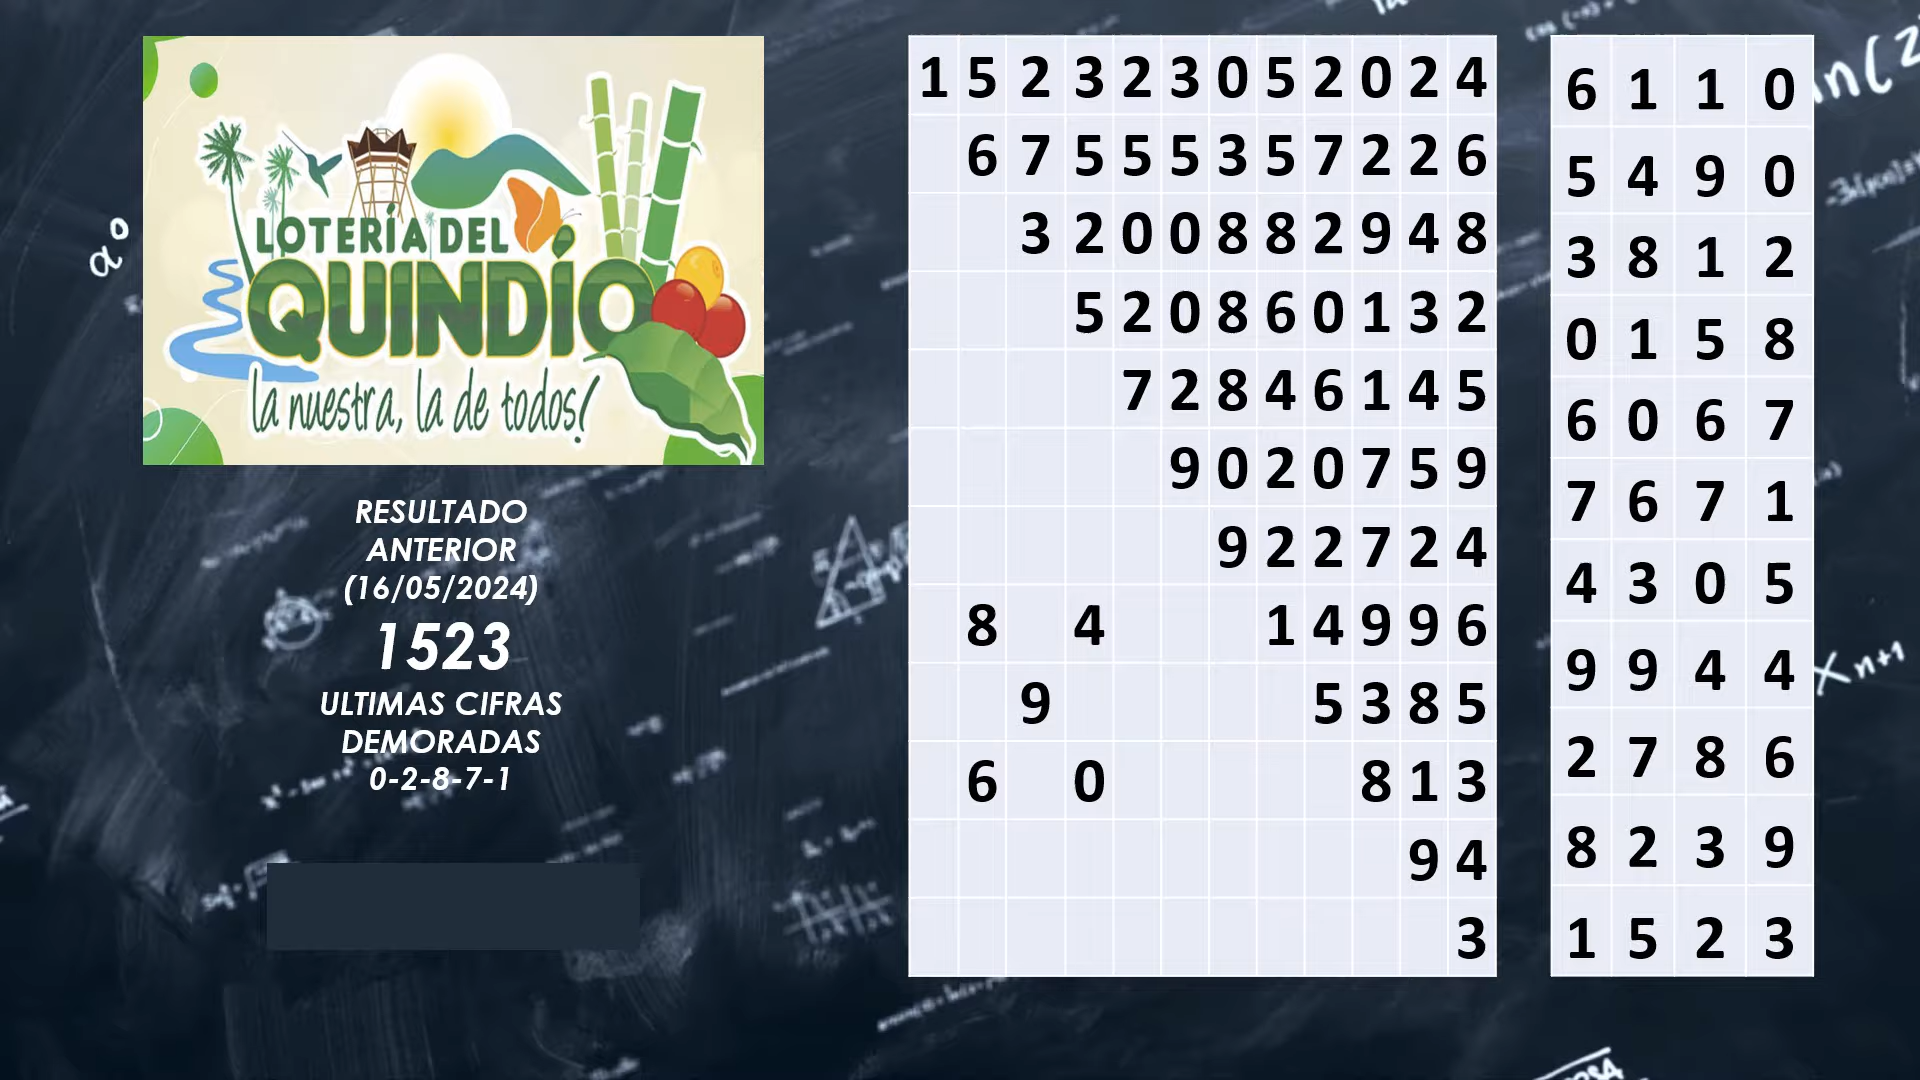 LOTERÍA DEL
QUINDÍO
la nuestra, la de todos!
RESULTADO
ANTERIOR
(16/05/2024)
1523
ULTIMAS CIFRAS
DEMORADAS
0-2-8-7-1
1 5 2 3 2 3 0 5 2 0 2 4
6 7 5 5 5 3 5 7 2 2 6
3 2 0 0 8 8 2 9 4 8
5 2 0 8 6 0 1 3 2
7 2 8 4 6 1 4 5
9 0 2 0 7 5 9
9 2 2 7 2 4
8 4 1 4 9 9 6
9 5 3 8 5
6 0 8 1 3
9 4
3
6 1 1 0
5 4 9 0
3 8 1 2
0 1 5 8
6 0 6 7
7 6 7 1
4 3 0 5
9 9 4 4
2 7 8 6
8 2 3 9
1 5 2 3